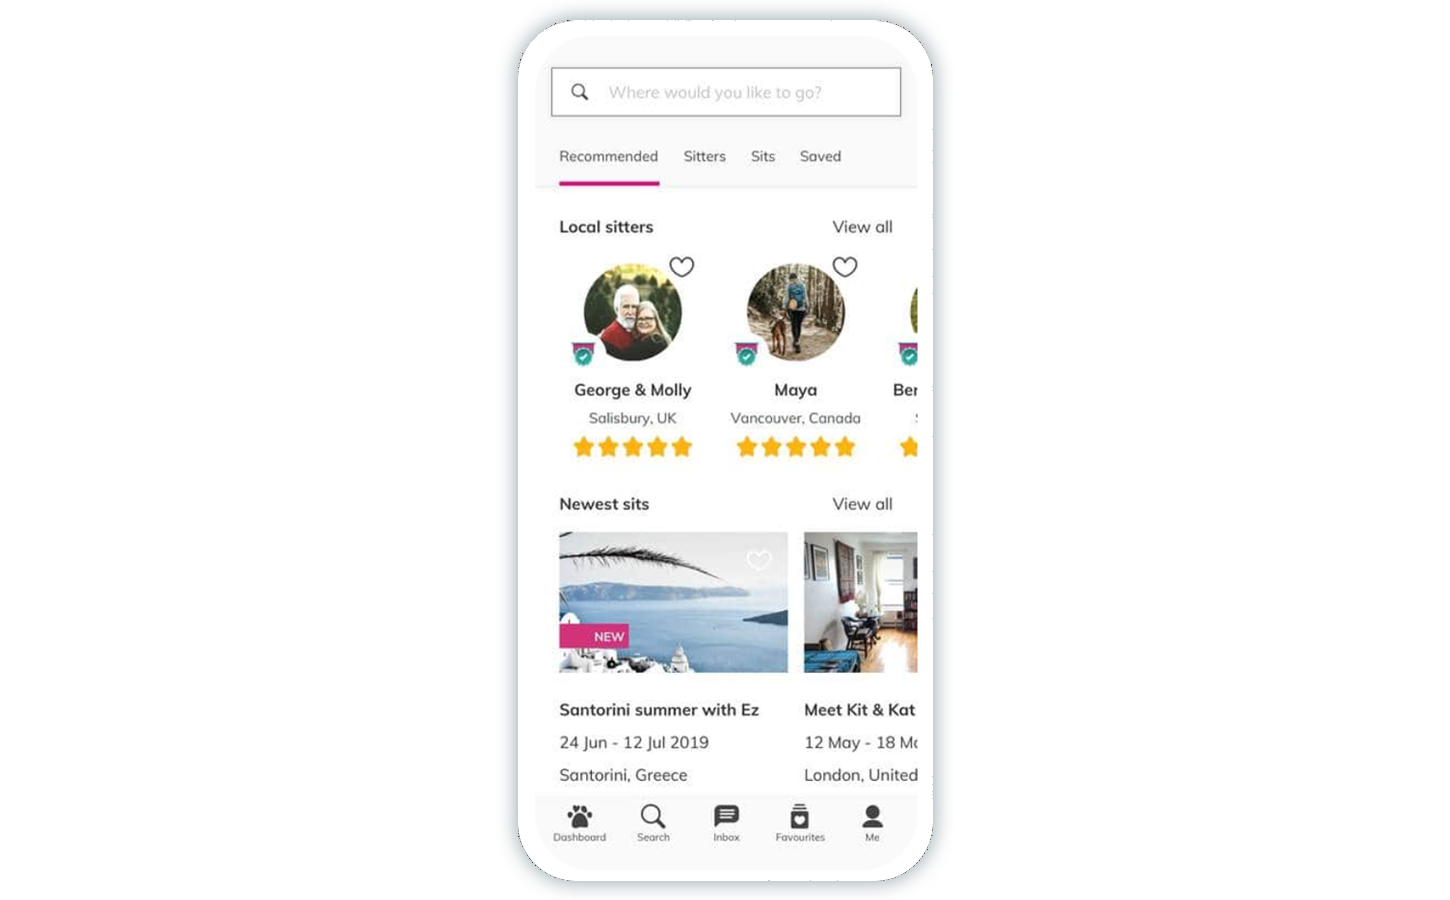 Where would you like to go?
Recommended Sitters Sits Saved
Local sitters View all
George & Molly Maya Ber
Salisbury, UK Vancouver, Canada
Newest sits View all
NEW
Santorini summer with Ez Meet Kit & Kat
24 Jun - 12 Jul 2019 12 May - 18
Santorini, Greece London, United
Dashboard Search Inbox Favourites Me